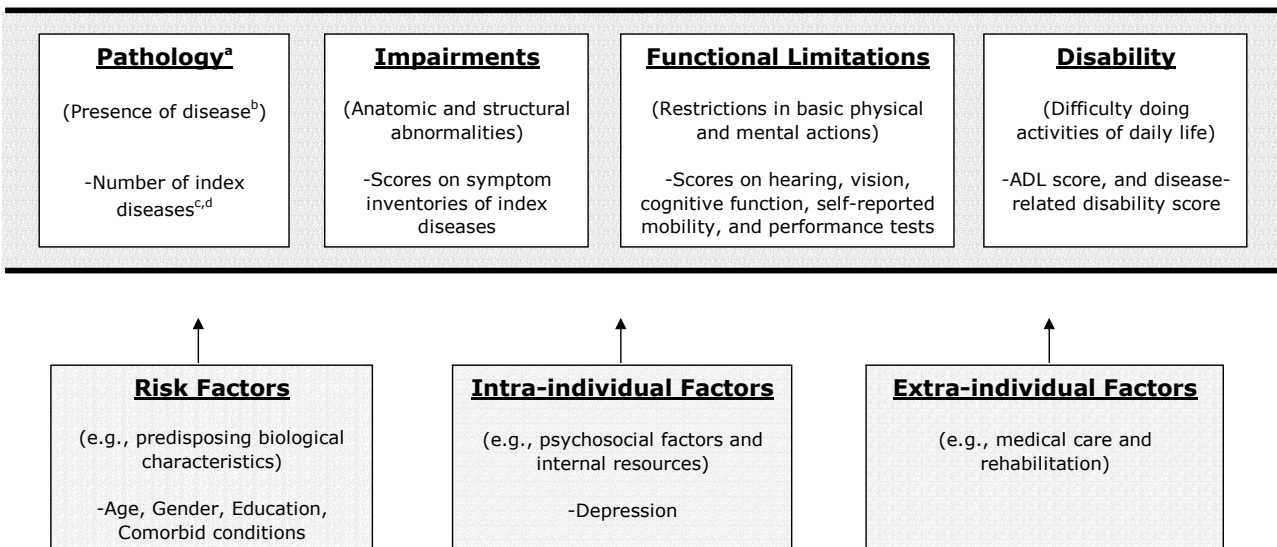 Pathologyᵃ
(Presence of diseaseᵇ)
-Number of index
diseasesᶜ,ᵈ
Impairments
(Anatomic and structural
abnormalities)
-Scores on symptom
inventories of index
diseases
Functional Limitations
(Restrictions in basic physical
and mental actions)
-Scores on hearing, vision,
cognitive function, self-reported
mobility, and performance tests
Disability
(Difficulty doing
activities of daily life)
-ADL score, and disease-
related disability score
Risk Factors
(e.g., predisposing biological
characteristics)
-Age, Gender, Education,
Comorbid conditions
Intra-individual Factors
(e.g., psychosocial factors and
internal resources)
-Depression
Extra-individual Factors
(e.g., medical care and
rehabilitation)